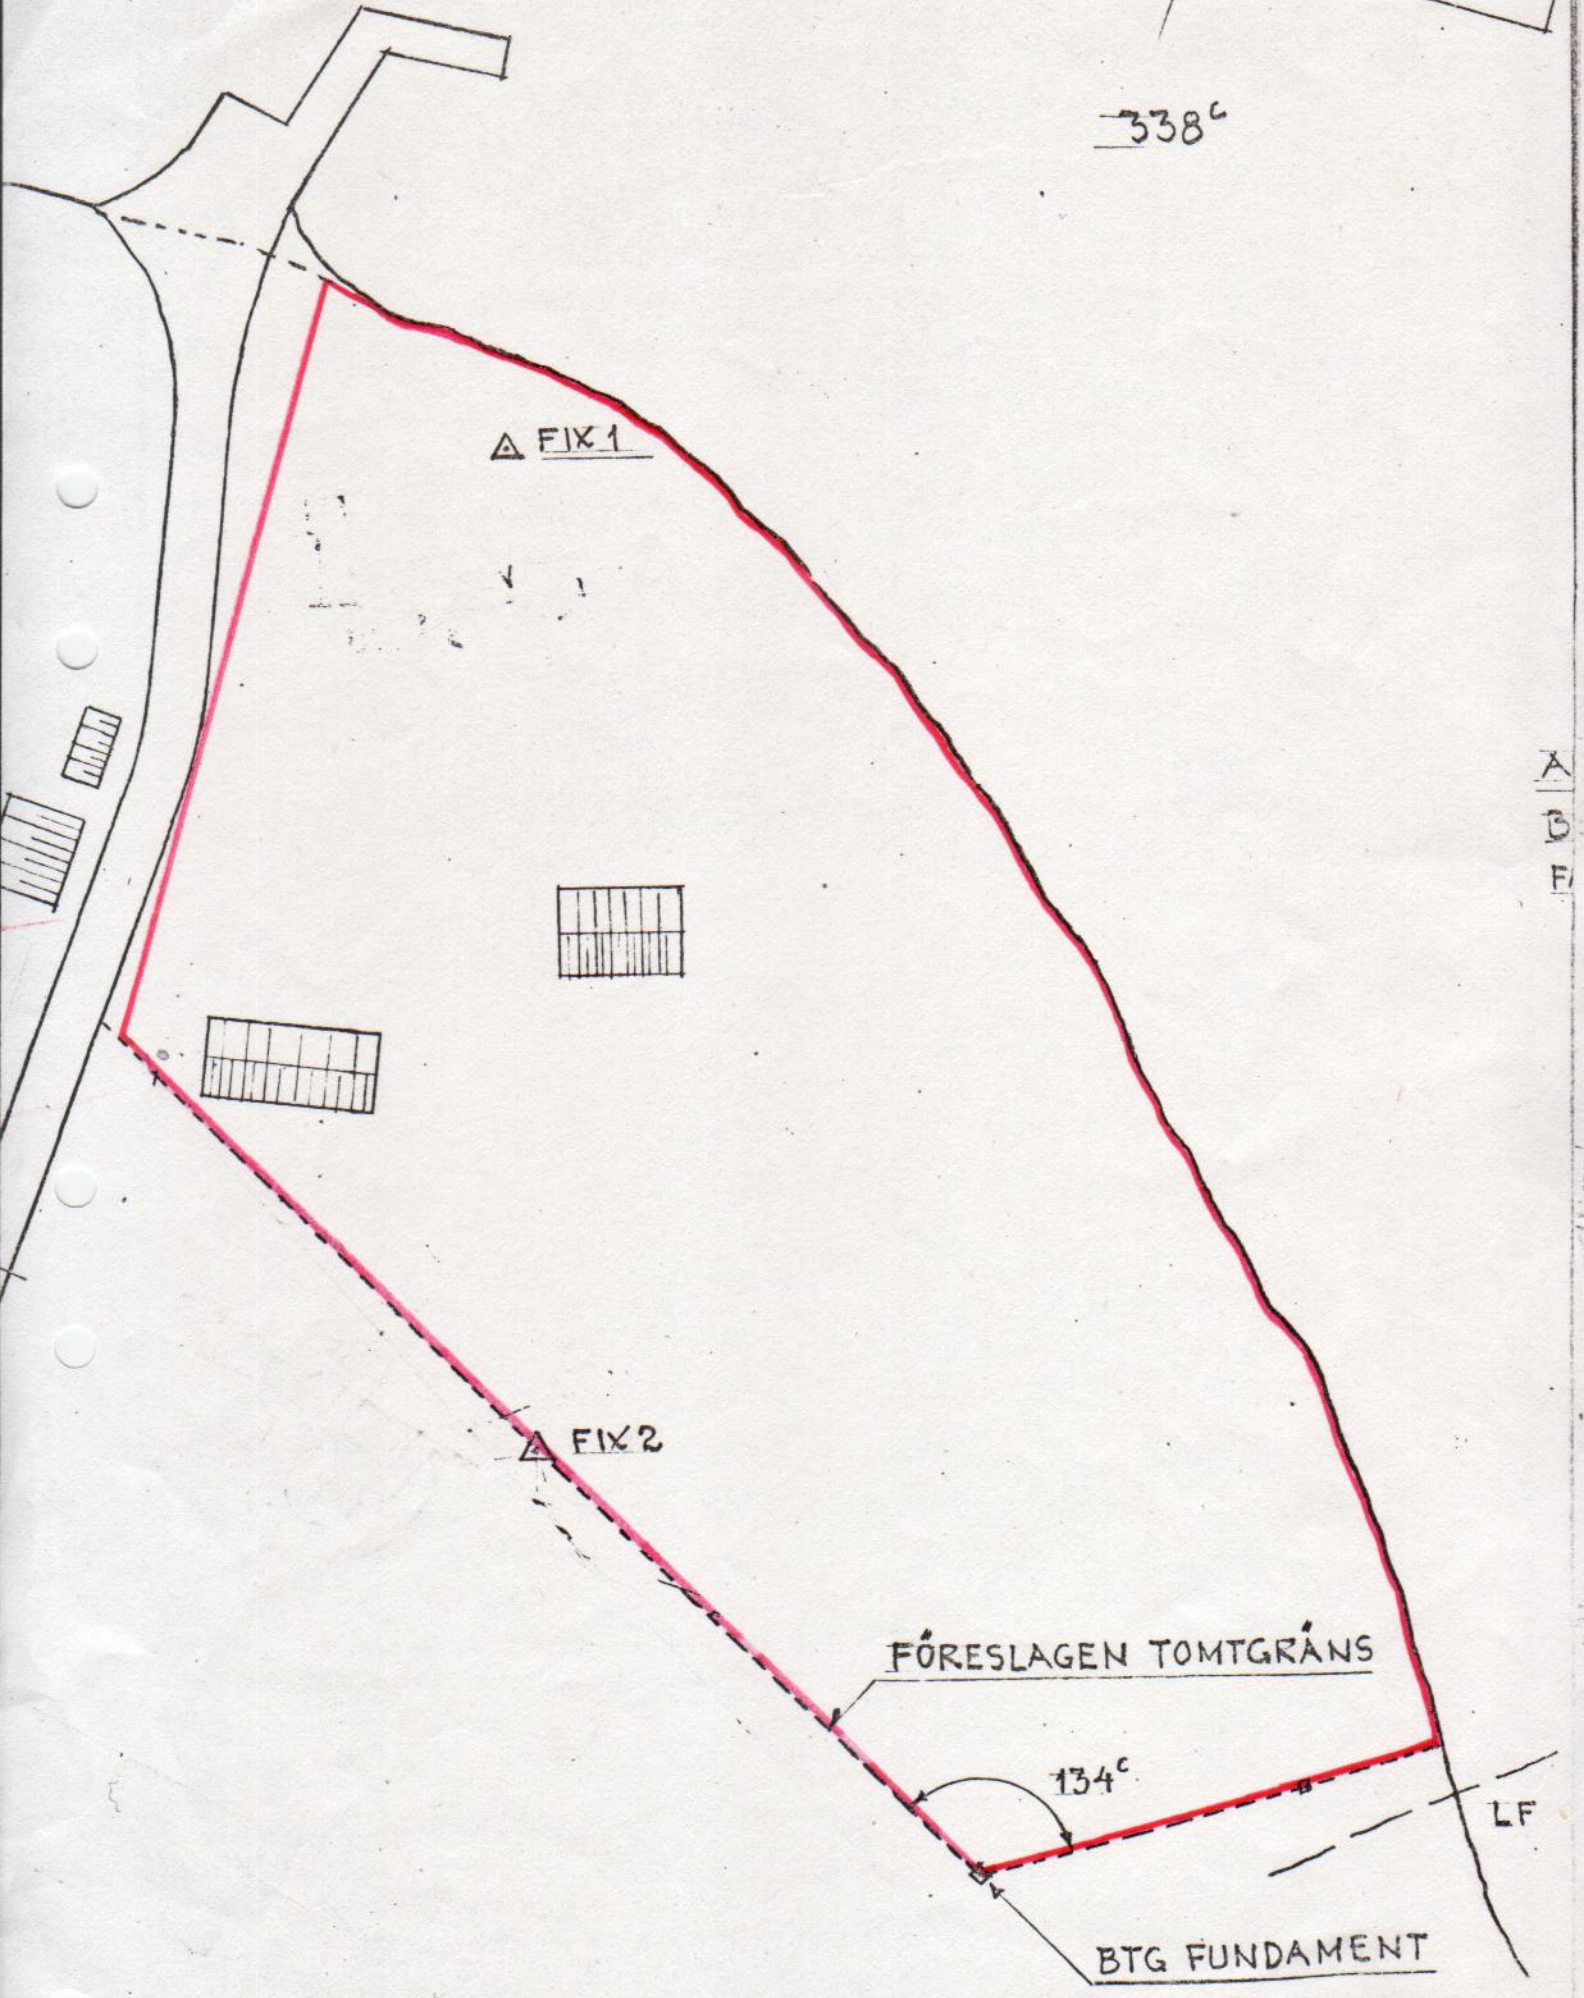 338ᶜ
FIX 1
A
B
FIX 2
FÖRESLAGEN TOMTGRÄNS
134ᶜ
LF
BTG FUNDAMENT